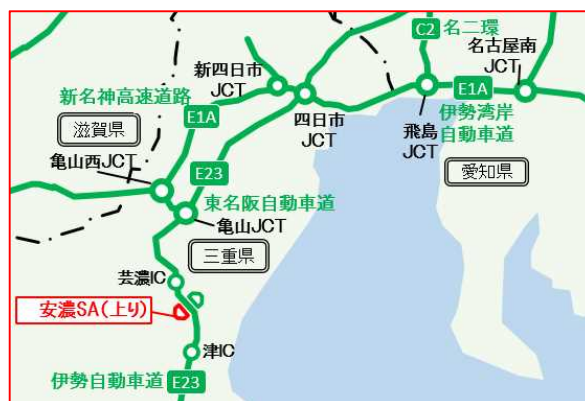 C2
名二環
名古屋南
JCT
新四日市
JCT
新名神高速道路
E1A
E1A
伊勢湾岸
自動車道
飛島
JCT
四日市
JCT
滋賀県
愛知県
亀山西JCT
E23
東名阪自動車道
亀山JCT
三重県
芸濃IC
安濃SA(上り)
津IC
伊勢自動車道
E23